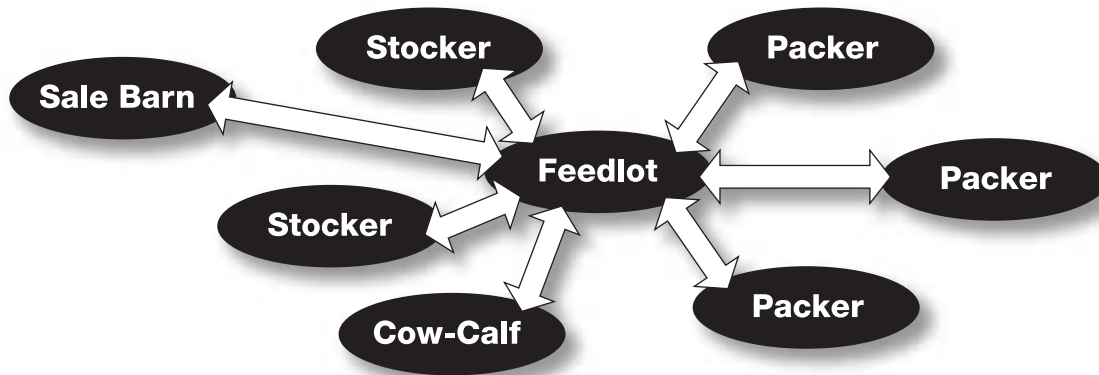 Stocker
Packer
Sale Barn
Feedlot
Packer
Stocker
Packer
Cow-Calf